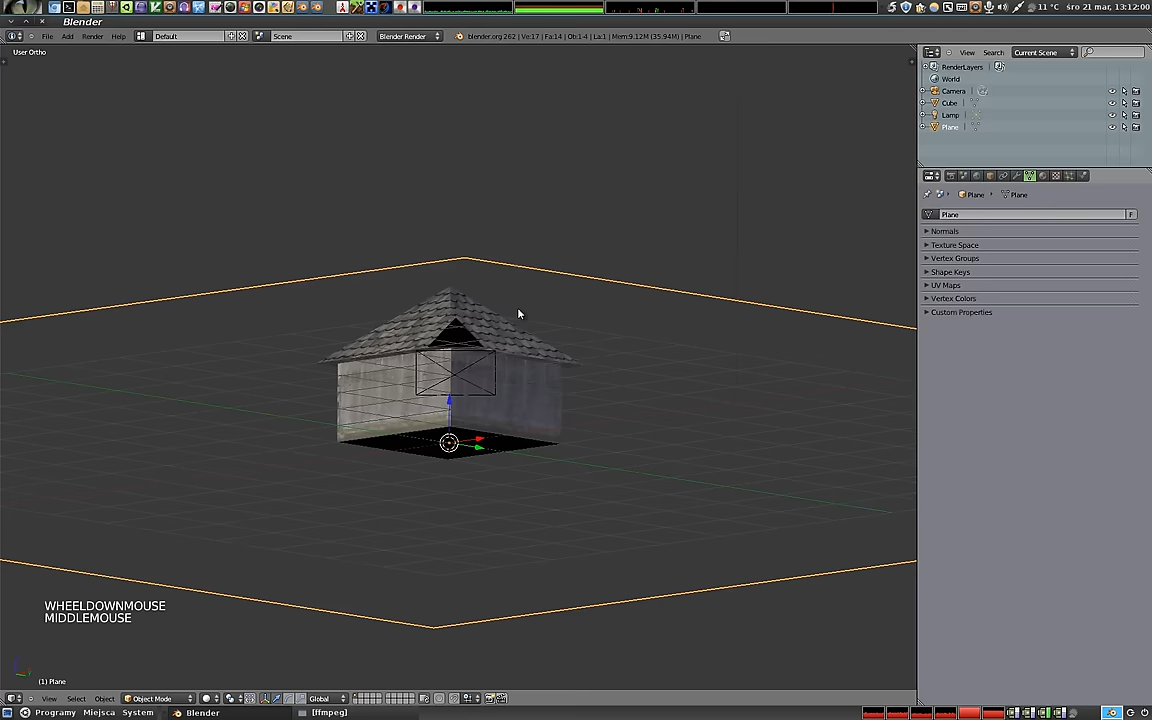 11 °C śro 21 mar, 13:12:00
Blender
File Add Render Help Default Scene Blender Render blender.org 262 | Ve:17 | Fa:14 | Ob:1-4 | La:1 | Mem:9.12M (35.94M) | Plane
User Ortho
View Search Current Scene
RenderLayers
World
Camera
Cube
Lamp
Plane
Plane Plane
Plane F
Normals
Texture Space
Vertex Groups
Shape Keys
UV Maps
Vertex Colors
Custom Properties
WHEELDOWNMOUSE
MIDDLEMOUSE
(1) Plane
View Select Object Object Mode Global
Programy Miejsca System Blender [ffmpeg]